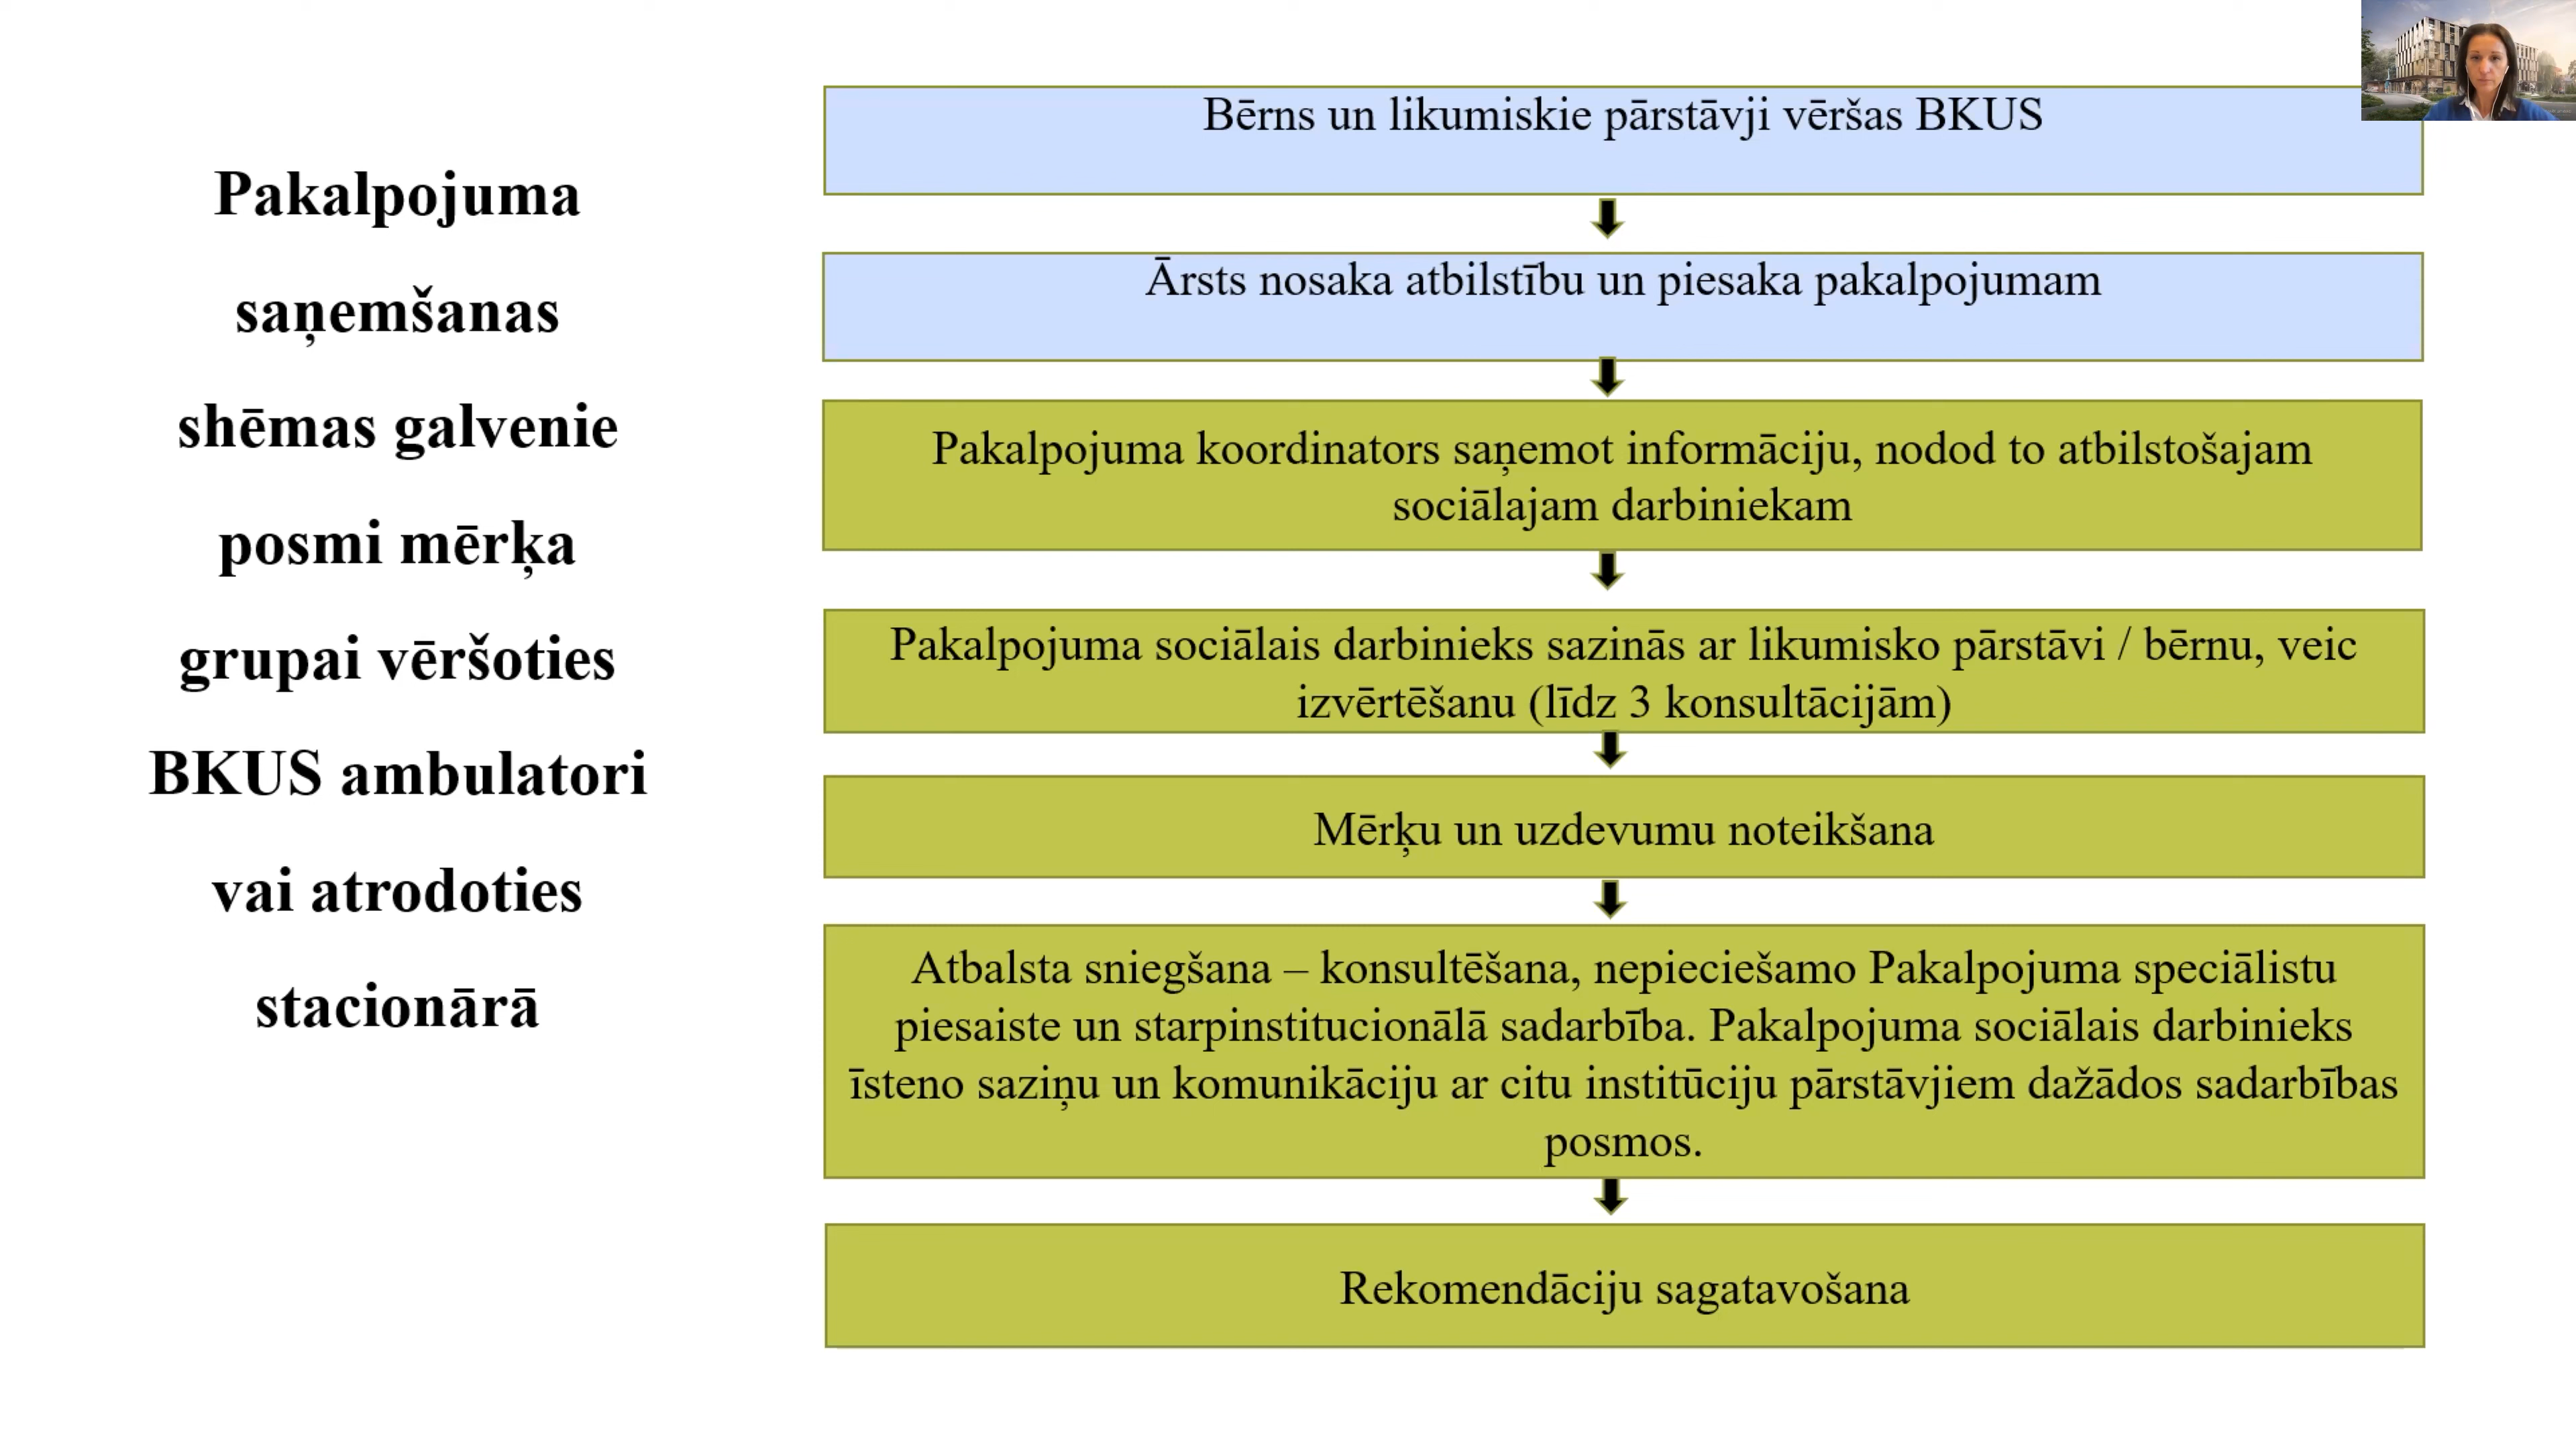 Pakalpojuma
saņemšanas
shēmas galvenie
posmi mērķa
grupai vēršoties
BKUS ambulatori
vai atrodoties
stacionārā
Bērns un likumiskie pārstāvji vēršas BKUS
Ārsts nosaka atbilstību un piesaka pakalpojumam
Pakalpojuma koordinators saņemot informāciju, nodod to atbilstošajam
sociālajam darbiniekam
Pakalpojuma sociālais darbinieks sazinās ar likumisko pārstāvi / bērnu, veic
izvērtēšanu (līdz 3 konsultācijām)
Mērķu un uzdevumu noteikšana
Atbalsta sniegšana – konsultēšana, nepieciešamo Pakalpojuma speciālistu
piesaiste un starpinstitucionālā sadarbība. Pakalpojuma sociālais darbinieks
īsteno saziņu un komunikāciju ar citu institūciju pārstāvjiem dažādos sadarbības
posmos.
Rekomendāciju sagatavošana